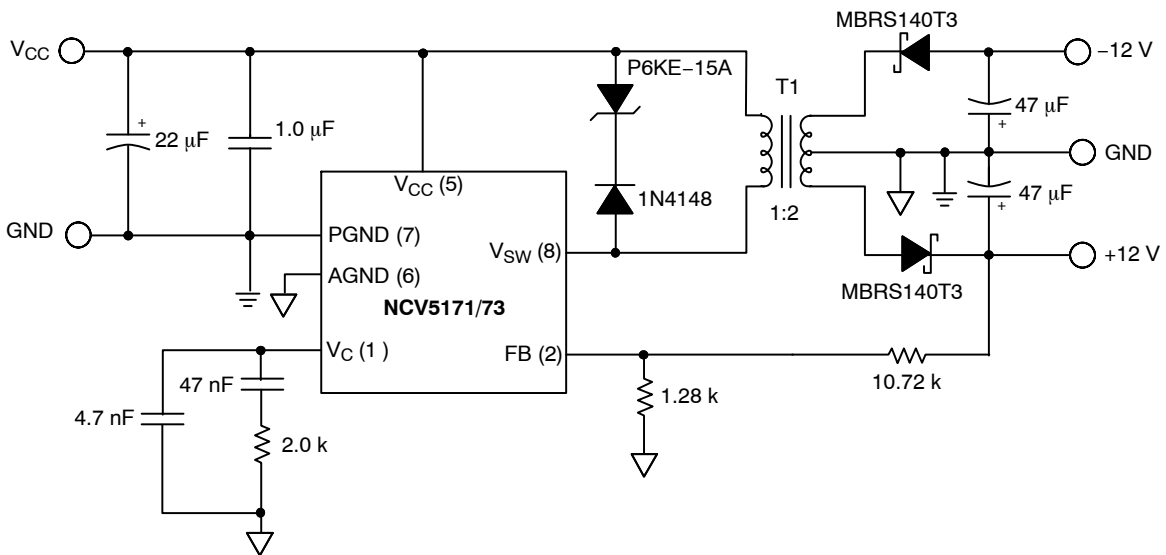 MBRS140T3
V_CC
−12 V
P6KE−15A
T1
22 μF
+
1.0 μF
47 μF
+
GND
V_CC (5)
1N4148
1:2
47 μF
+
GND
PGND (7)
V_SW (8)
+12 V
AGND (6)
MBRS140T3
NCV5171/73
V_C (1 )
FB (2)
47 nF
10.72 k
1.28 k
4.7 nF
2.0 k